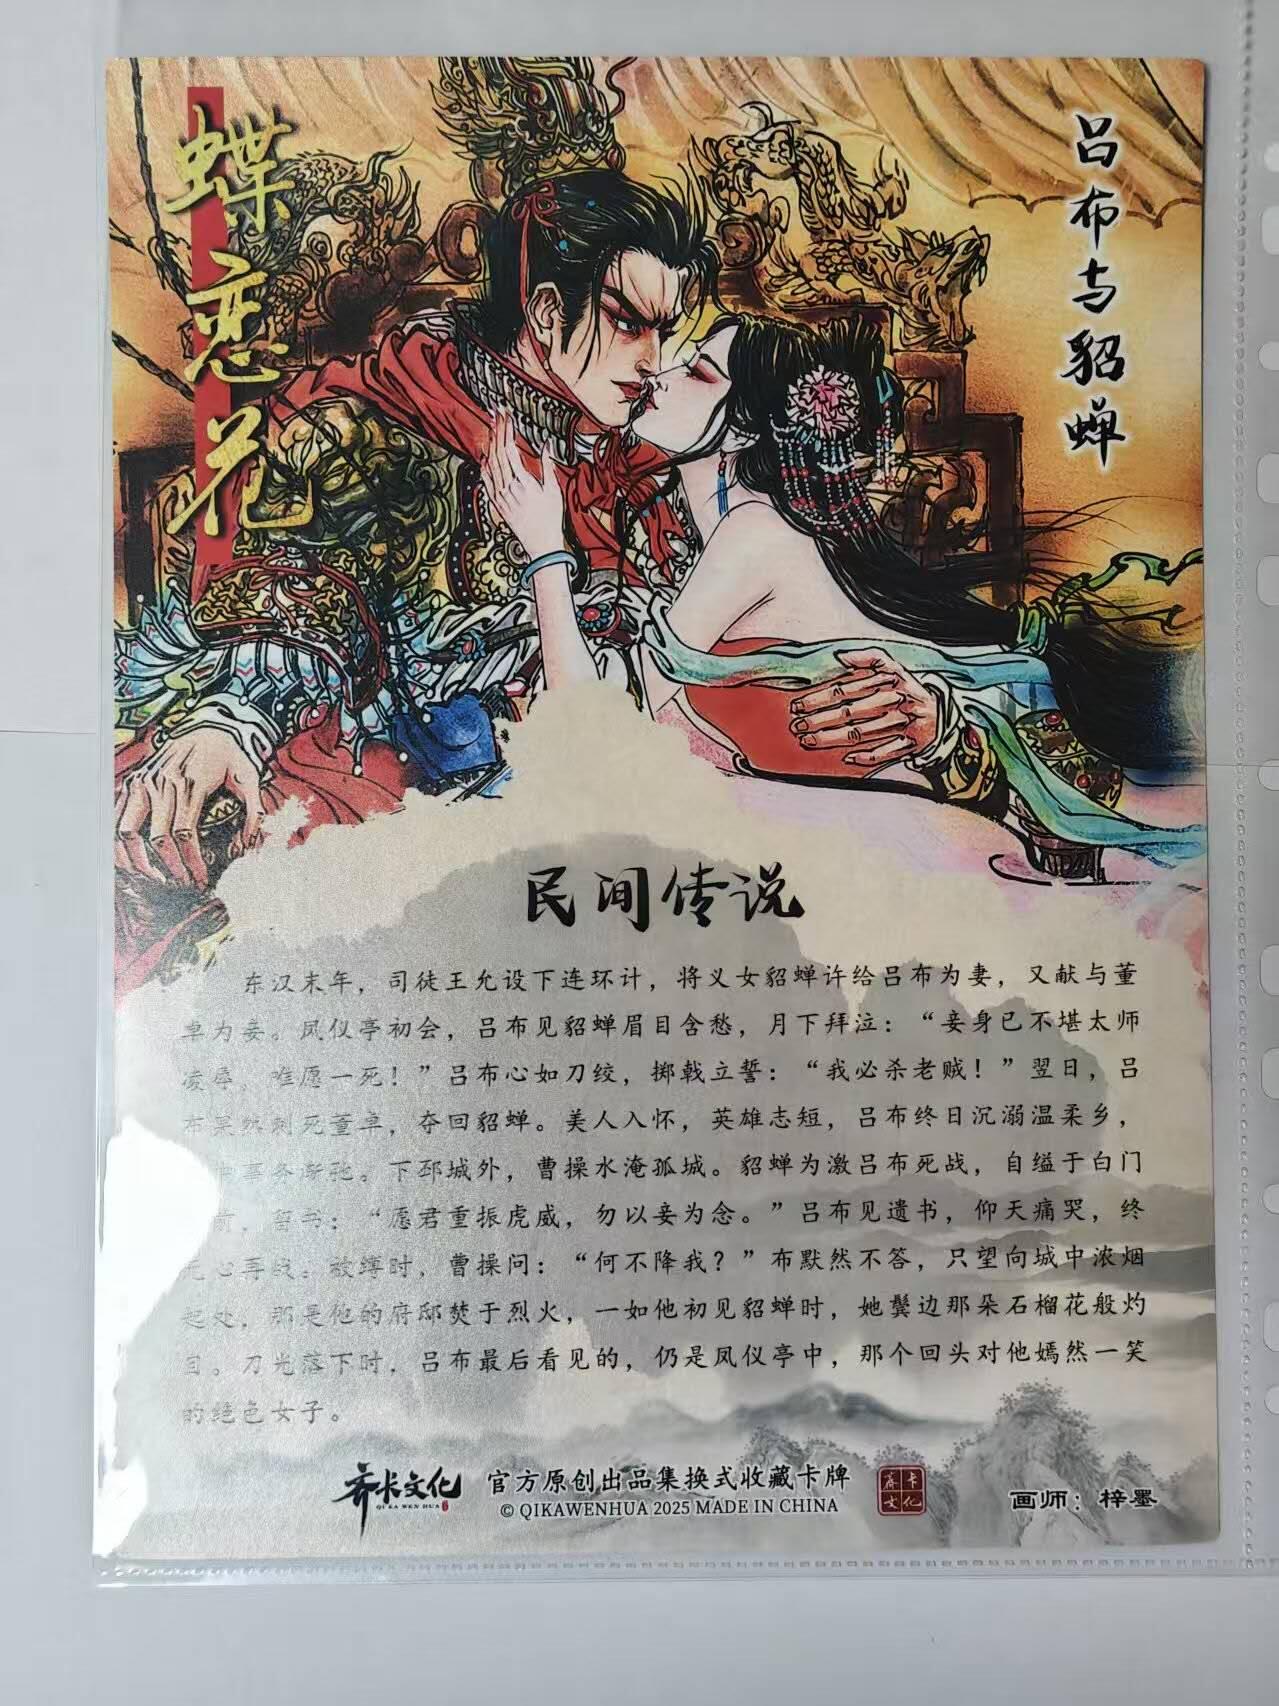 蝶恋花
吕布与貂蝉
民间传说
东汉末年，司徒王允设下连环计，将义女貂蝉许给吕布为妻，又献与董
卓为妾。凤仪亭初会，吕布见貂蝉眉目含愁，月下拜泣：“妾身已不堪太师
凌辱，唯愿一死！”吕布心如刀绞，掷戟立誓：“我必杀老贼！”翌日，吕
布果然刺死董卓，夺回貂蝉。美人入怀，英雄志短，吕布终日沉溺温柔乡，
事务渐弛。下邳城外，曹操水淹孤城。貂蝉为激吕布死战，自缢于白门
前，留书：“愿君重振虎威，勿以妾为念。”吕布见遗书，仰天痛哭，终
无心再战。被缚时，曹操问：“何不降我？”布默然不答，只望向城中浓烟
起处，那是他的府邸焚于烈火，一如他初见貂蝉时，她鬓边那朵石榴花般灼
目。刀光落下时，吕布最后看见的，仍是凤仪亭中，那个回头对他嫣然一笑
的绝色女子。
齐卡文化
QI KA WEN HUA
官方原创出品集换式收藏卡牌
© QIKAWENHUA 2025 MADE IN CHINA
齐卡文化
画师：梓墨